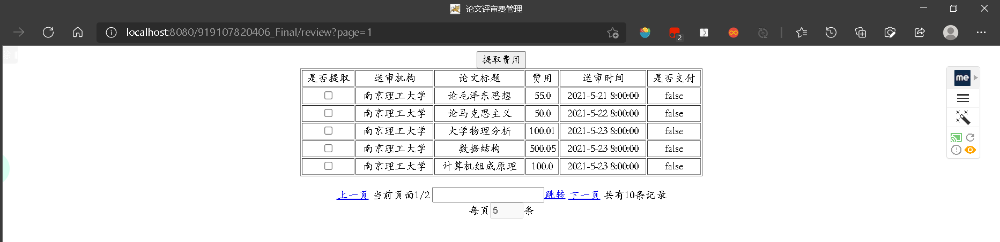 论文评审费管理
localhost:8080/919107820406_Final/review?page=1
2
提取费用
是否提取 送审机构 论文标题 费用 送审时间 是否支付
南京理工大学 论毛泽东思想 55.0 2021-5-21 8:00:00 false
南京理工大学 论马克思主义 50.0 2021-5-22 8:00:00 false
南京理工大学 大学物理分析 100.01 2021-5-23 8:00:00 false
南京理工大学 数据结构 500.05 2021-5-23 8:00:00 false
南京理工大学 计算机组成原理 100.0 2021-5-23 8:00:00 false
上一页 当前页面1/2 跳转 下一页 共有10条记录
每页 5 条
me